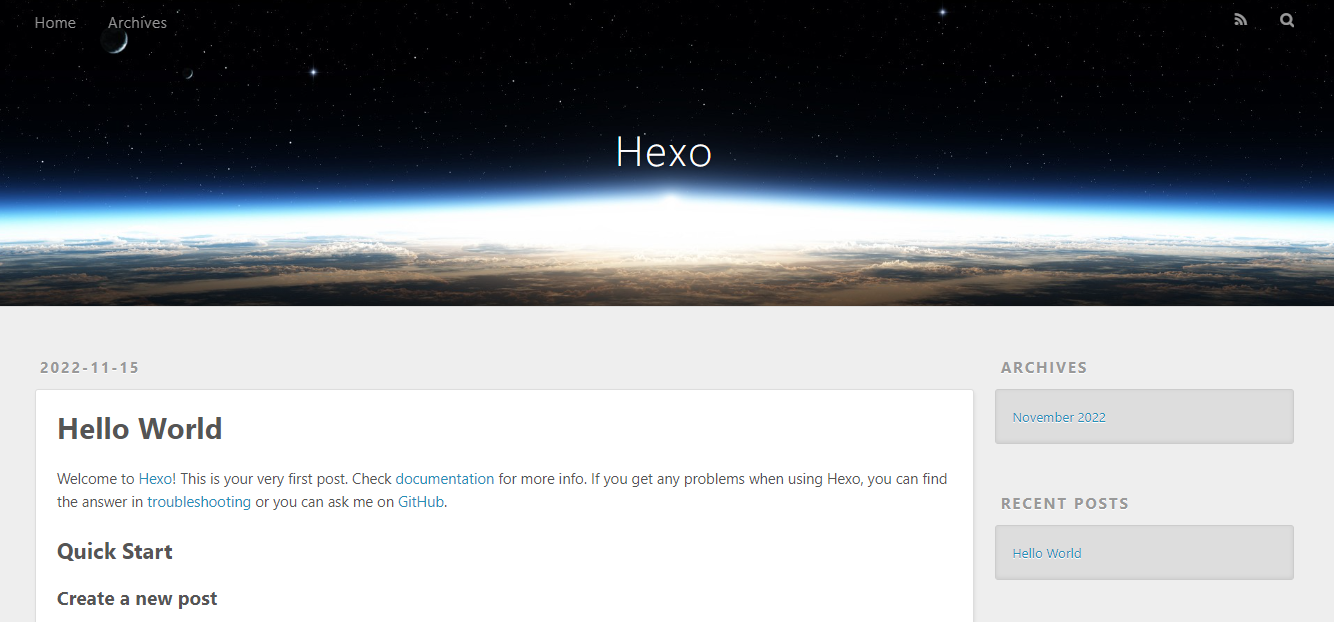 Home Archives
Hexo
2022-11-15
Hello World
Welcome to Hexo! This is your very first post. Check documentation for more info. If you get any problems when using Hexo, you can find
the answer in troubleshooting or you can ask me on GitHub.
Quick Start
Create a new post
ARCHIVES
November 2022
RECENT POSTS
Hello World